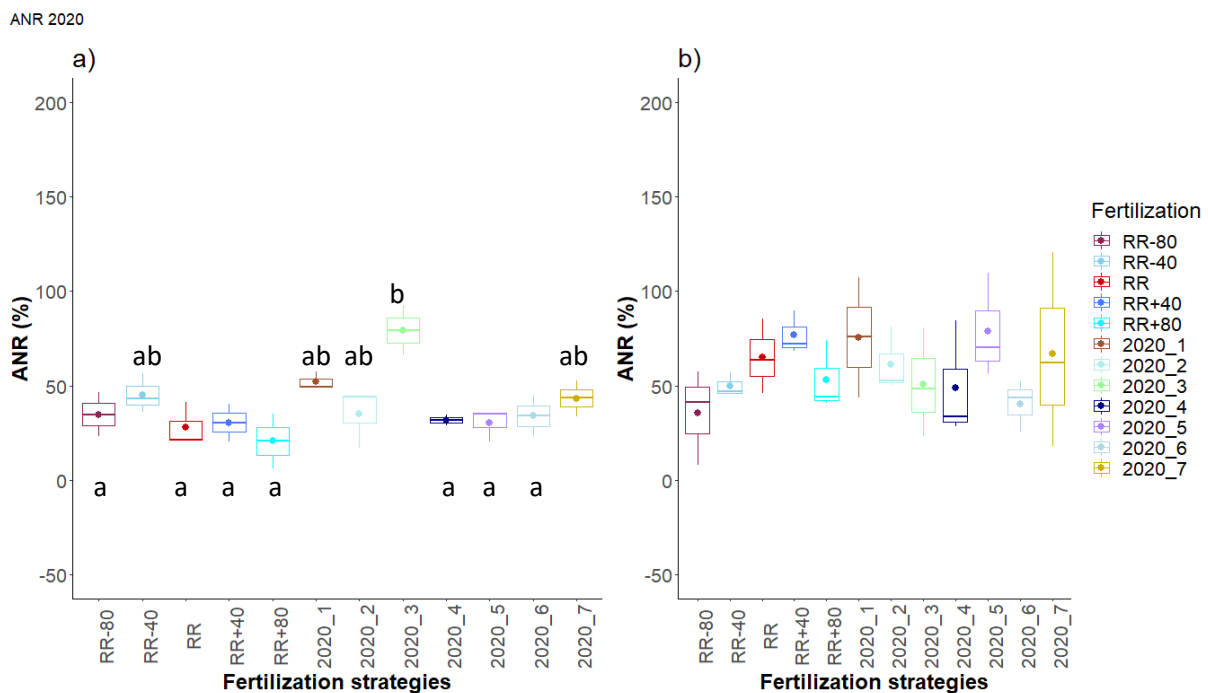 ANR 2020
a)
ANR (%)
200
150
100
50
0
-50
ab
ab
ab
b
ab
a
a
a
a
a
a
a
RR-80
RR-40
RR
RR+40
RR+80
2020_1
2020_2
2020_3
2020_4
2020_5
2020_6
2020_7
Fertilization strategies
b)
ANR (%)
200
150
100
50
0
-50
RR-80
RR-40
RR
RR+40
RR+80
2020_1
2020_2
2020_3
2020_4
2020_5
2020_6
2020_7
Fertilization strategies
Fertilization
RR-80
RR-40
RR
RR+40
RR+80
2020_1
2020_2
2020_3
2020_4
2020_5
2020_6
2020_7